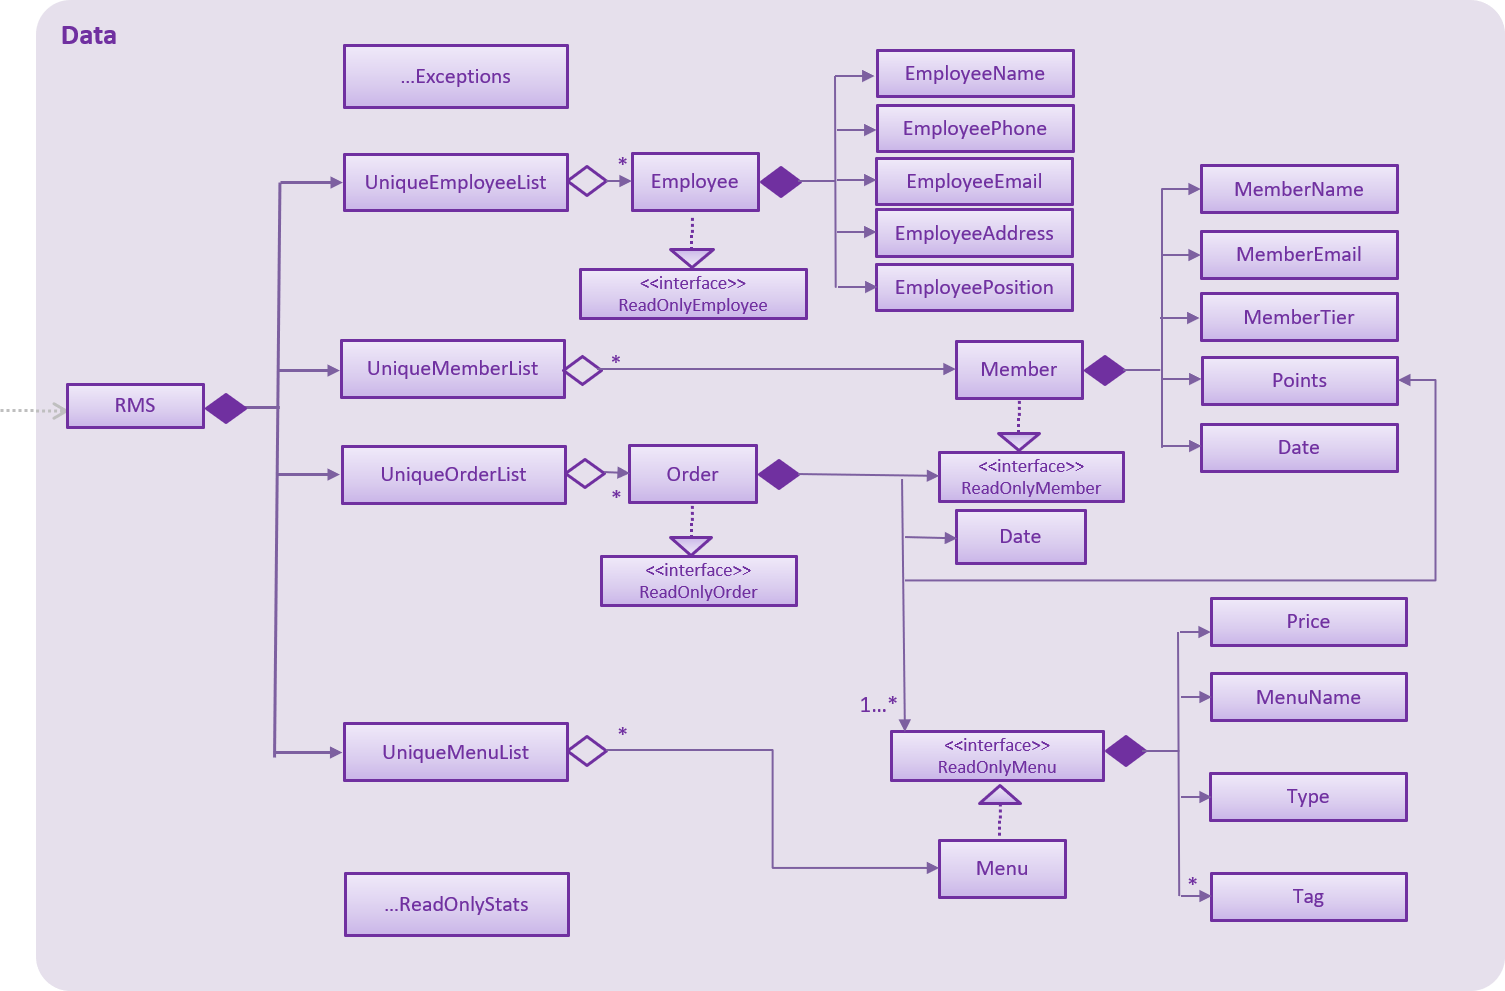 Data
...Exceptions
EmployeeName
EmployeePhone
*
UniqueEmployeeList
Employee
EmployeeEmail
MemberName
EmployeeAddress
MemberEmail
<<interface>>
ReadOnlyEmployee
EmployeePosition
MemberTier
*
UniqueMemberList
Member
Points
RMS
Date
UniqueOrderList
*
Order
<<interface>>
ReadOnlyMember
Date
<<interface>>
ReadOnlyOrder
Price
MenuName
1...*
*
UniqueMenuList
<<interface>>
ReadOnlyMenu
Type
Menu
*
Tag
...ReadOnlyStats